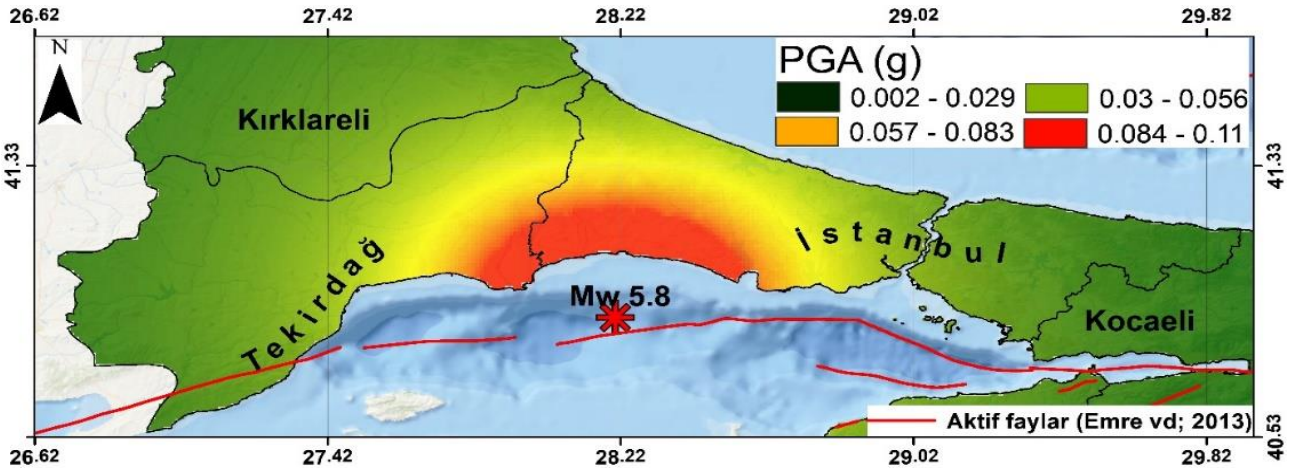 26.62 27.42 28.22 29.02 29.82
N
PGA (g)
0.002 - 0.029 0.03 - 0.056
0.057 - 0.083 0.084 - 0.11
Kırklareli
41.33 41.33
İstanbul
Tekirdağ
Mw 5.8
Kocaeli
Aktif faylar (Emre vd; 2013)
40.53
26.62 27.42 28.22 29.02 29.82